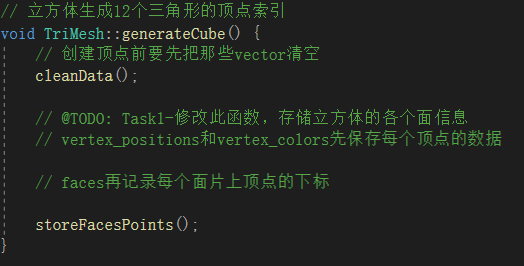 // 立方体生成12个三角形的顶点索引
void TriMesh::generateCube() {
// 创建顶点前要先把那些vector清空
cleanData();
// @TODO: Task1-修改此函数，存储立方体的各个面信息
// vertex_positions和vertex_colors先保存每个顶点的数据
// faces再记录每个面片上顶点的下标
storeFacesPoints();
}